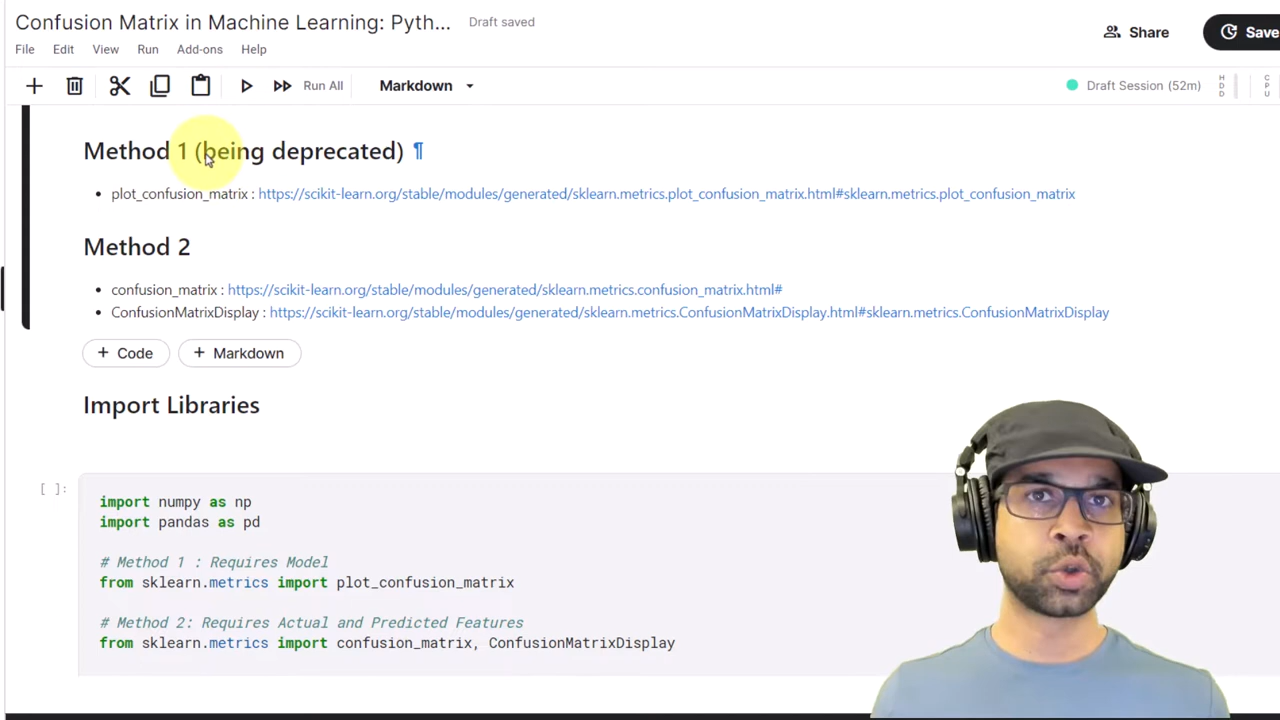 Confusion Matrix in Machine Learning: Pyth...
Draft saved
Share
Save
File Edit View Run Add-ons Help
Run All
Markdown
Draft Session (52m)
HDD
CPU
Method 1 (being deprecated) ¶
• plot_confusion_matrix : https://scikit-learn.org/stable/modules/generated/sklearn.metrics.plot_confusion_matrix.html#sklearn.metrics.plot_confusion_matrix
Method 2
• confusion_matrix : https://scikit-learn.org/stable/modules/generated/sklearn.metrics.confusion_matrix.html#
• ConfusionMatrixDisplay : https://scikit-learn.org/stable/modules/generated/sklearn.metrics.ConfusionMatrixDisplay.html#sklearn.metrics.ConfusionMatrixDisplay
+ Code
+ Markdown
Import Libraries
[ ]:
import numpy as np
import pandas as pd
# Method 1 : Requires Model
from sklearn.metrics import plot_confusion_matrix
# Method 2: Requires Actual and Predicted Features
from sklearn.metrics import confusion_matrix, ConfusionMatrixDisplay